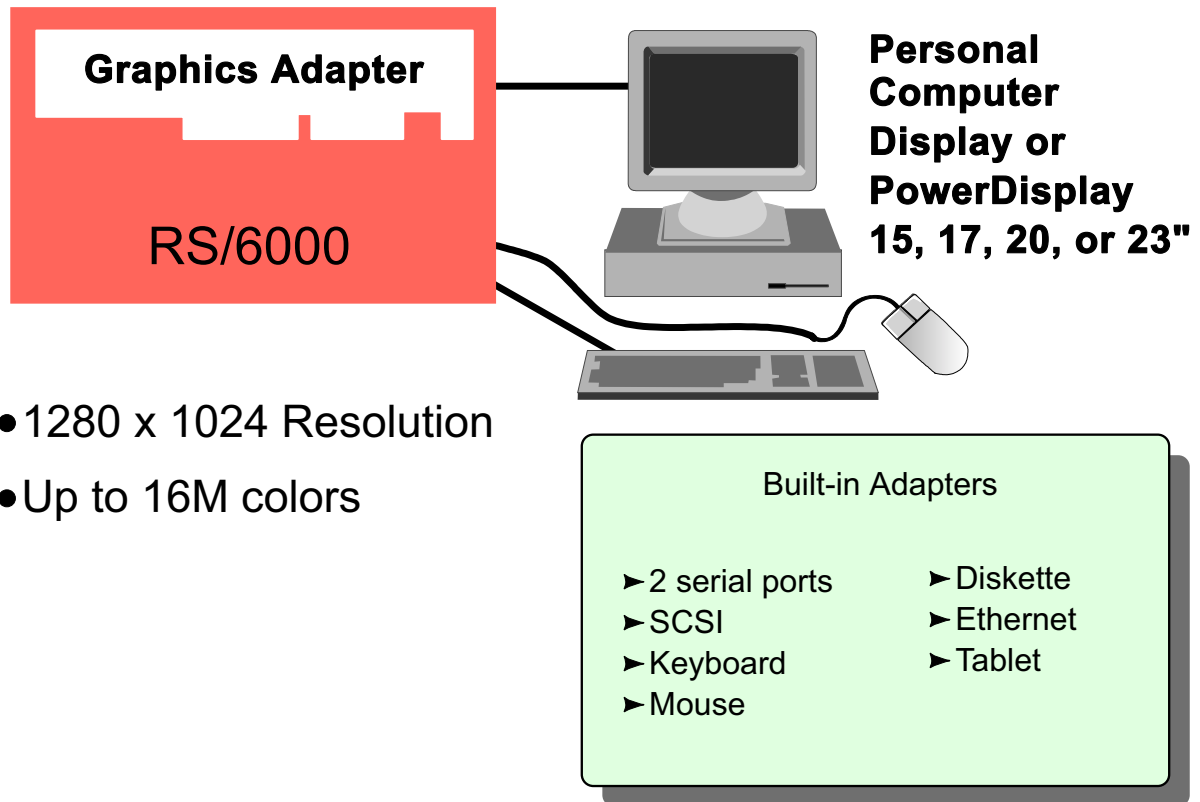 Graphics Adapter
RS/6000
Personal
Computer
Display or
PowerDisplay
15, 17, 20, or 23"
●1280 x 1024 Resolution
●Up to 16M colors
Built-in Adapters
➤2 serial ports
➤SCSI
➤Keyboard
➤Mouse
➤Diskette
➤Ethernet
➤Tablet